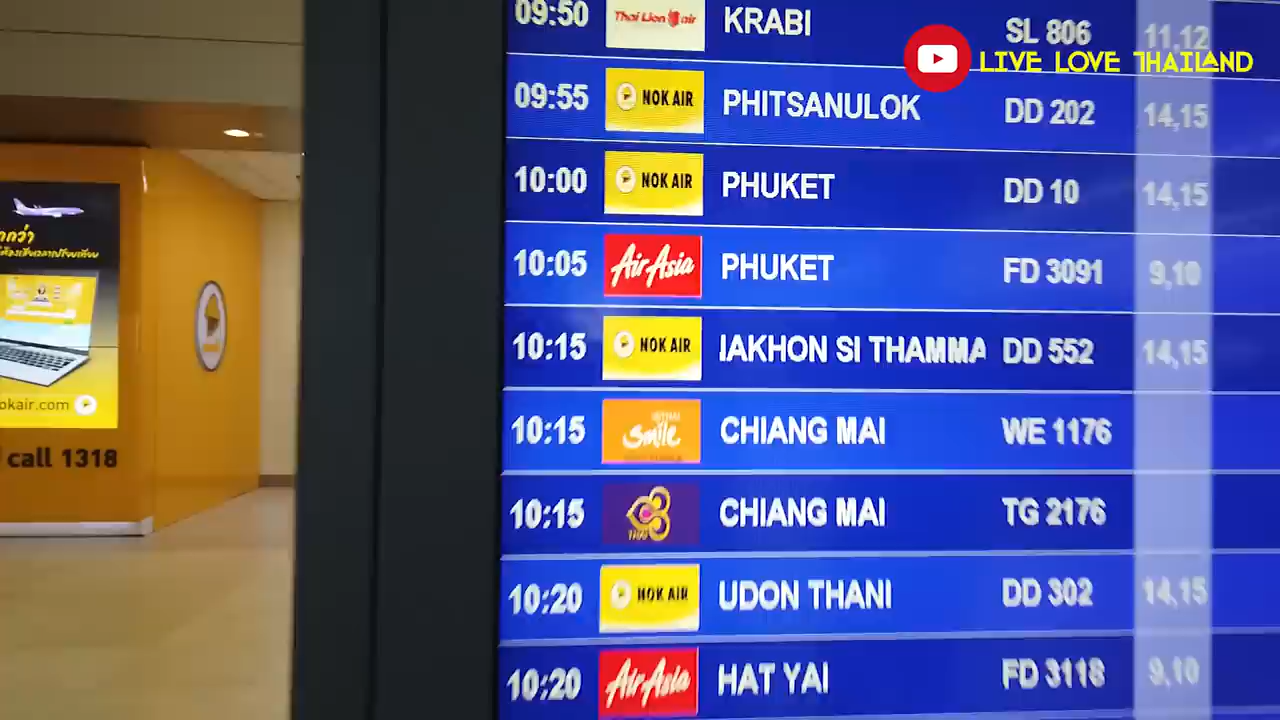 09:50 Thai Lion air KRABI SL 806 11,12
LIVE LOVE THAILAND
09:55 NOK AIR PHITSANULOK DD 202 14,15
10:00 NOK AIR PHUKET DD 10 14,15
10:05 AirAsia PHUKET FD 3091 9,10
10:15 NOK AIR IAKHON SI THAMMA DD 552 14,15
10:15 Smile CHIANG MAI WE 1176
10:15 THAI CHIANG MAI TG 2176
10:20 NOK AIR UDON THANI DD 302 14,15
10:20 AirAsia HAT YAI FD 3118 9,10
okair.com
call 1318